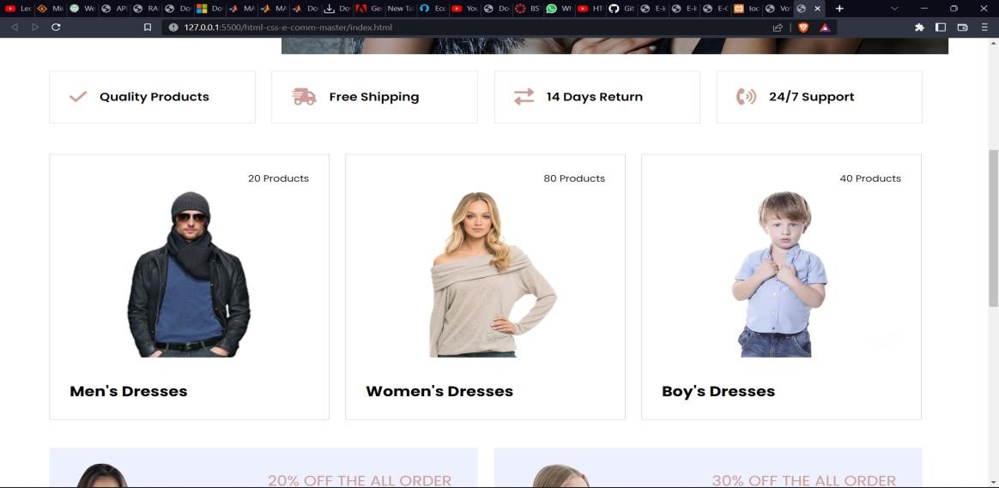 Lec
Mi
We
API
RAI
Do
Do
MA
MA
Do
Do
Ge
New Ta
Eco
You
Do
BS
WI
HT
Git
E-k
E-k
E-C
loc
Vo
127.0.0.1:5500/html-css-e-comm-master/index.html
Quality Products
Free Shipping
14 Days Return
24/7 Support
20 Products
80 Products
40 Products
Men's Dresses
Women's Dresses
Boy's Dresses
20% OFF THE ALL ORDER
30% OFF THE ALL ORDER